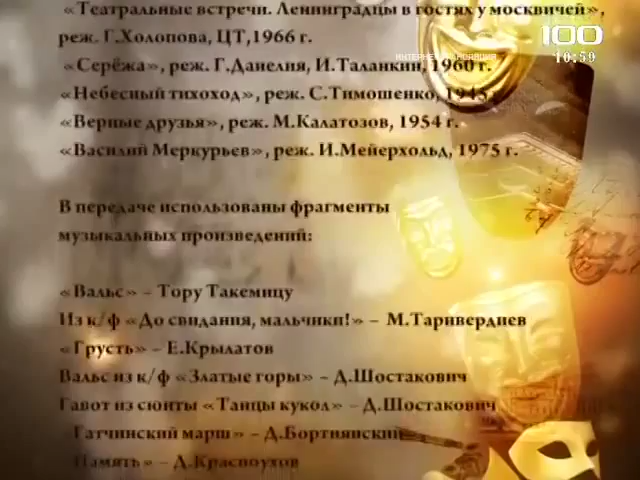 «Театральные встречи. Ленинградцы в гостях у москвичей»,
реж. Г.Холопова, ЦТ,1966 г.
100
10:59
«Серёжа», реж. Г.Данелия, И.Таланкин, 1960 г.
«Небесный тихоход», реж. С.Тимошенко, 1945 г.
«Верные друзья», реж. М.Калатозов, 1954 г.
«Василий Меркурьев», реж. И.Мейерхольд, 1975 г.
В передаче использованы фрагменты
музыкальных произведений:
«Вальс» – Тору Такемицу
Из к/ф «До свидания, мальчики!» – М.Таривердиев
«Грусть» – Е.Крылатов
Вальс из к/ф «Златые горы» – Д.Шостакович
Гавот из сюиты «Танцы кукол» – Д.Шостакович
«Гатчинский марш» – Д.Бортнянский
«Память» – Д.Красноухов